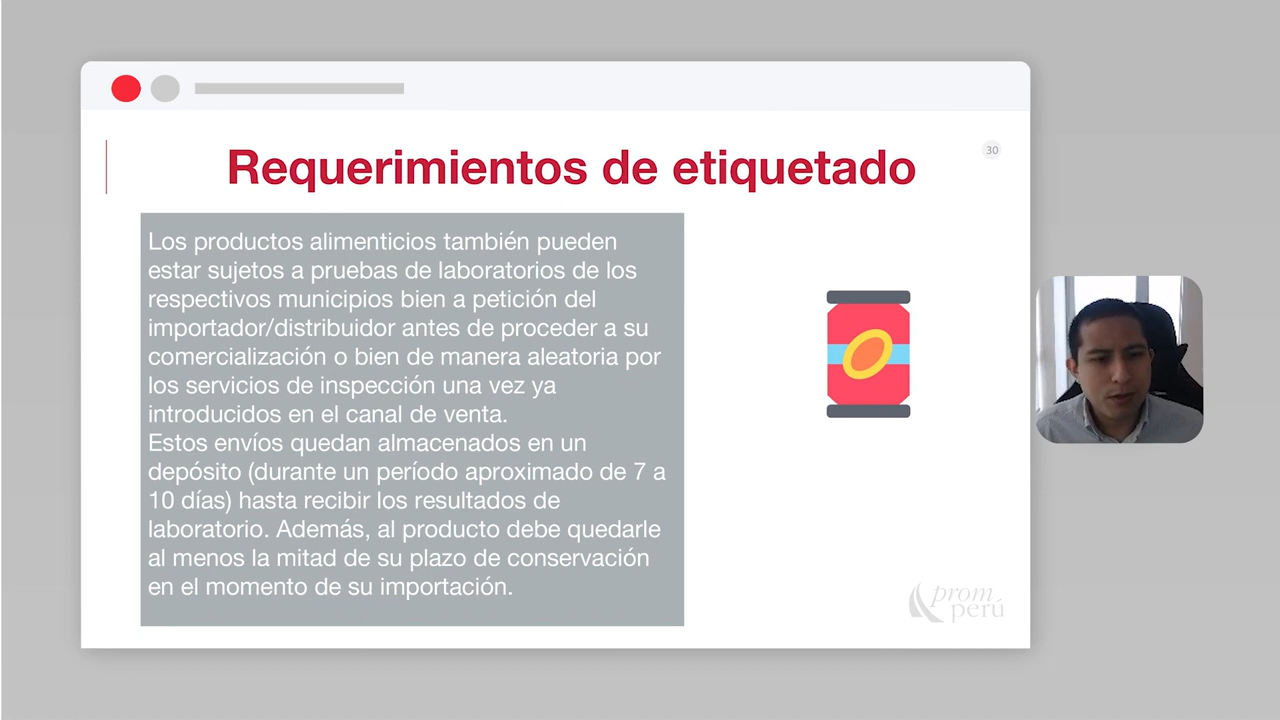 Requerimientos de etiquetado
30
Los productos alimenticios también pueden
estar sujetos a pruebas de laboratorios de los
respectivos municipios bien a petición del
importador/distribuidor antes de proceder a su
comercialización o bien de manera aleatoria por
los servicios de inspección una vez ya
introducidos en el canal de venta.
Estos envíos quedan almacenados en un
depósito (durante un período aproximado de 7 a
10 días) hasta recibir los resultados de
laboratorio. Además, al producto debe quedarle
al menos la mitad de su plazo de conservación
en el momento de su importación.
prom
perú